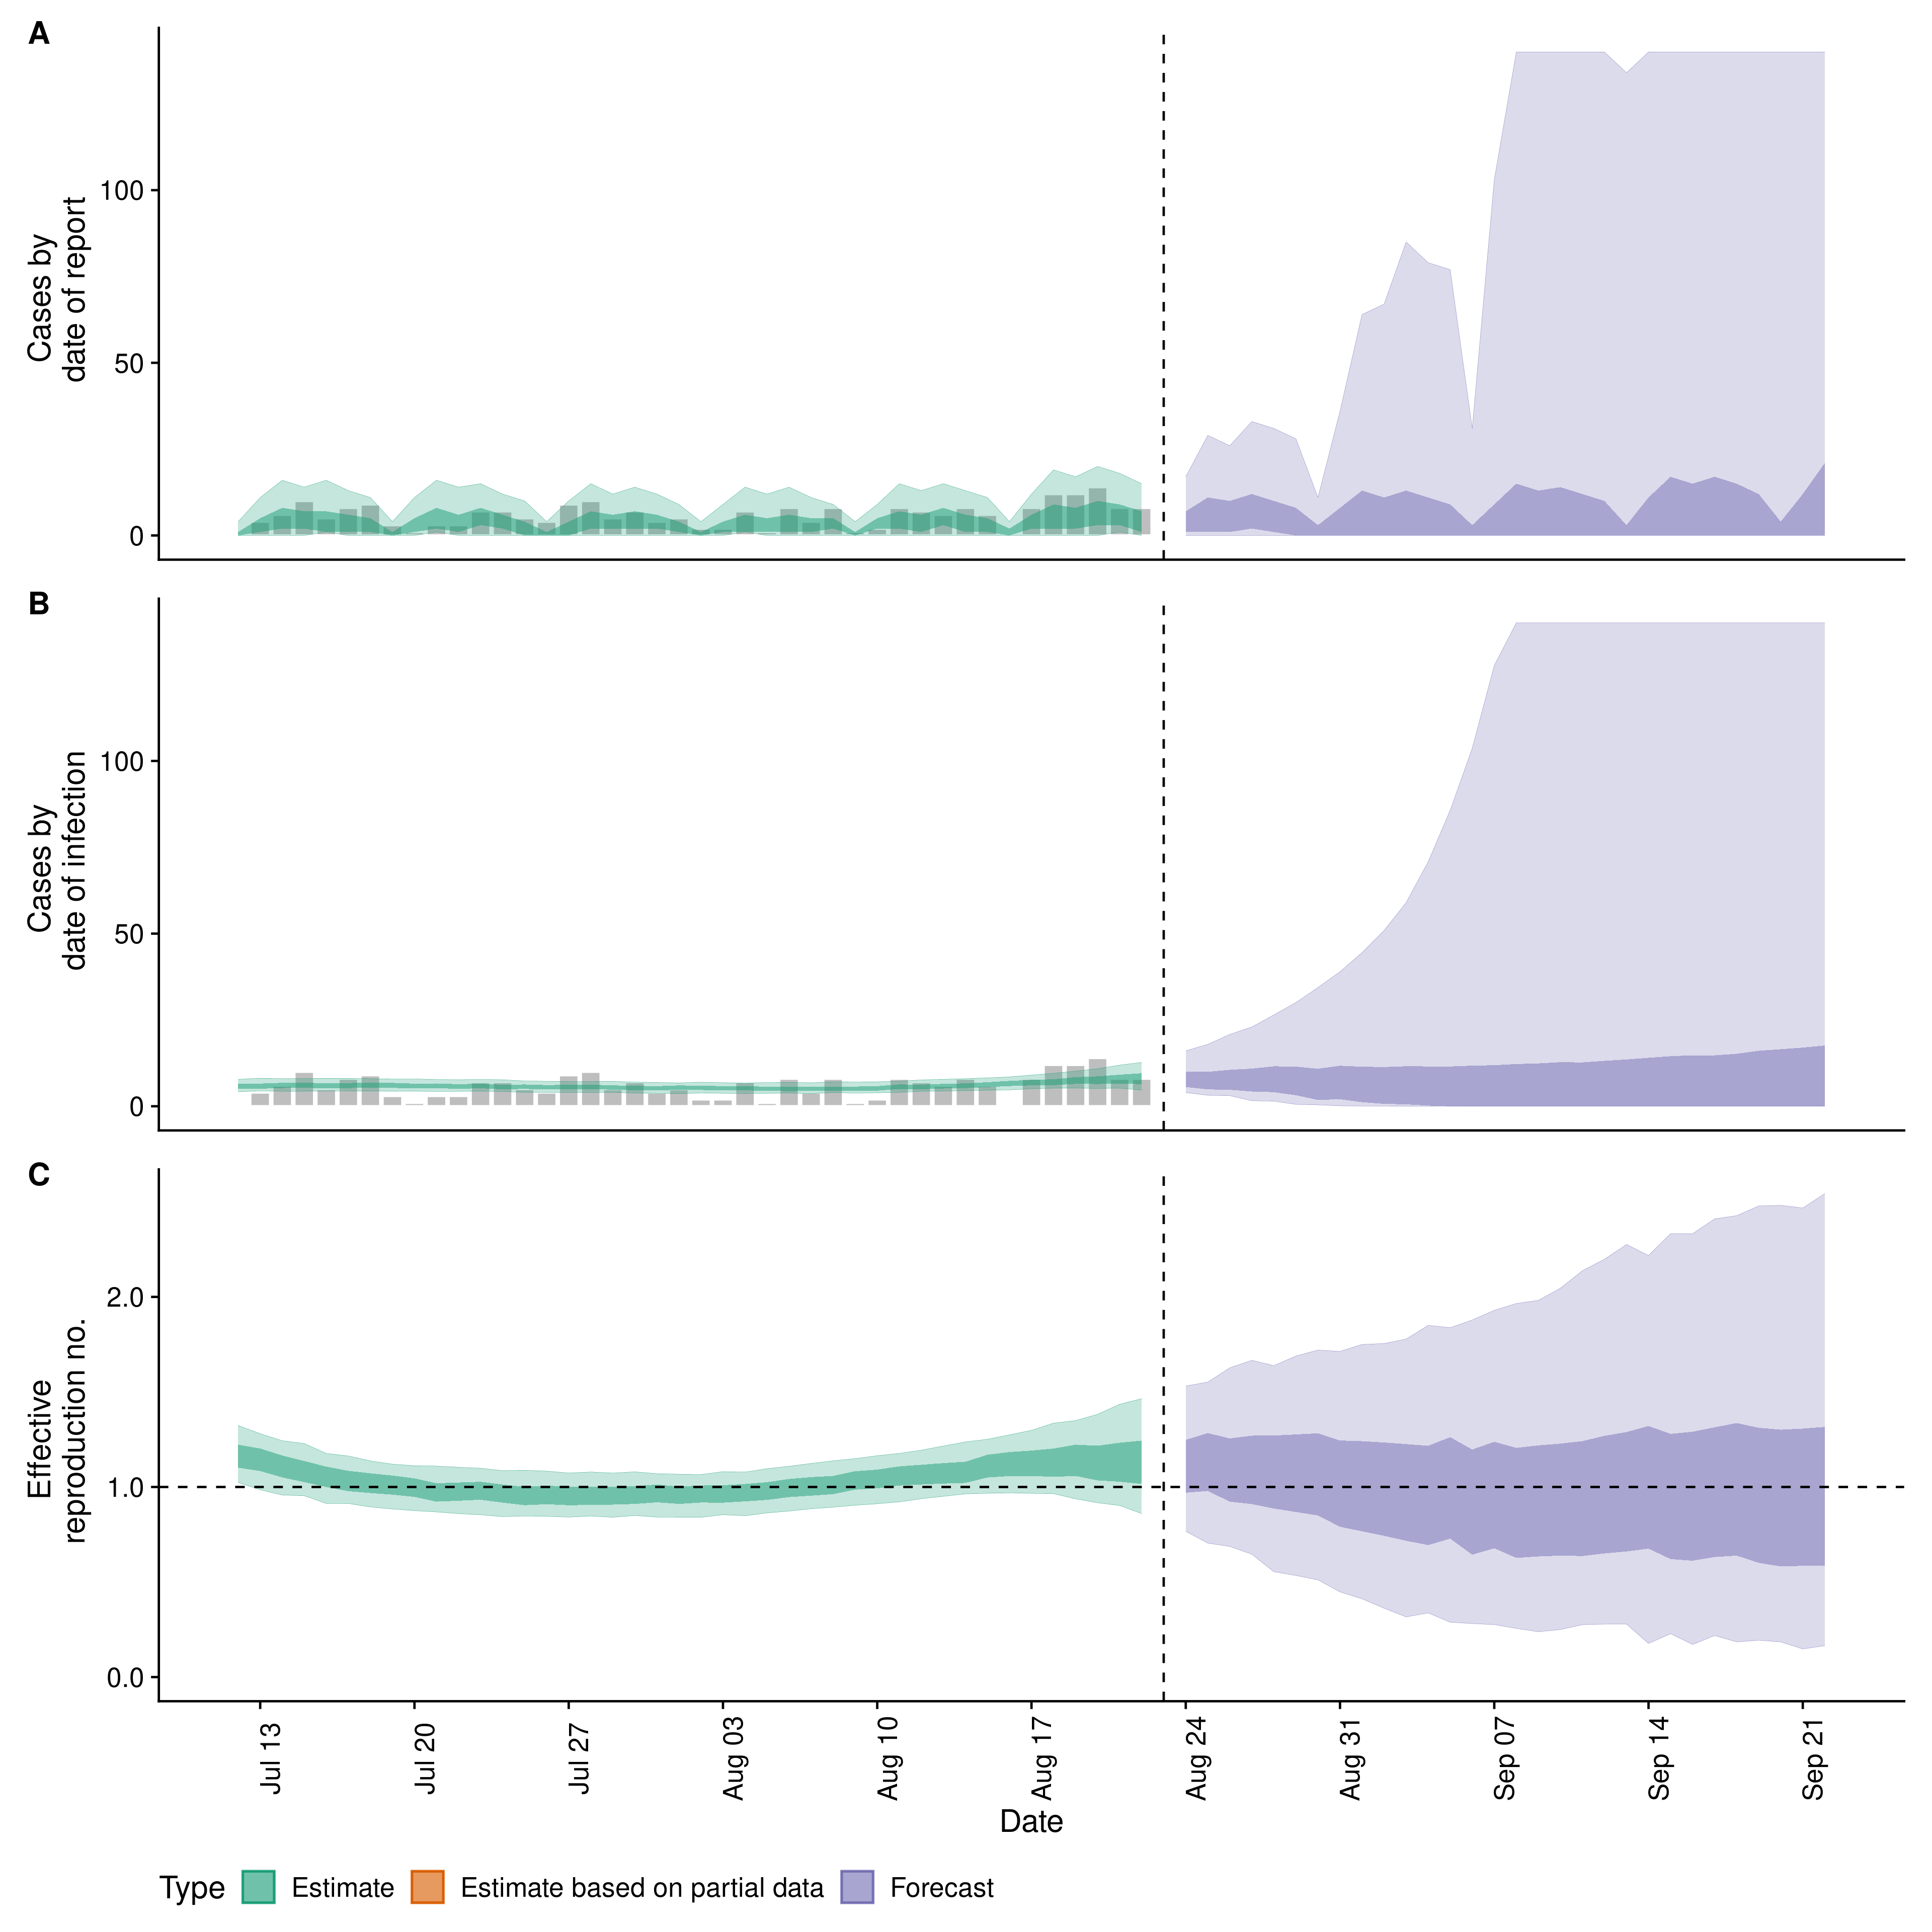 A
Cases by
date of report
100
50
0
B
Cases by
date of infection
100
50
0
C
Effective
reproduction no.
2.0
1.0
0.0
Jul 13
Jul 20
Jul 27
Aug 03
Aug 10
Aug 17
Aug 24
Aug 31
Sep 07
Sep 14
Sep 21
Date
Type Estimate Estimate based on partial data Forecast